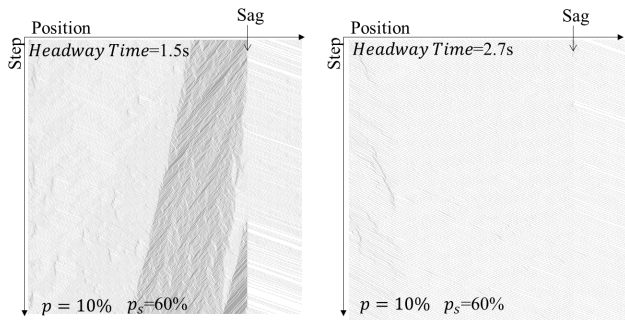 Sag
Position
Step
Headway Time=1.5s
p = 10% pₛ=60%
Sag
Position
Step
Headway Time=2.7s
p = 10% pₛ=60%